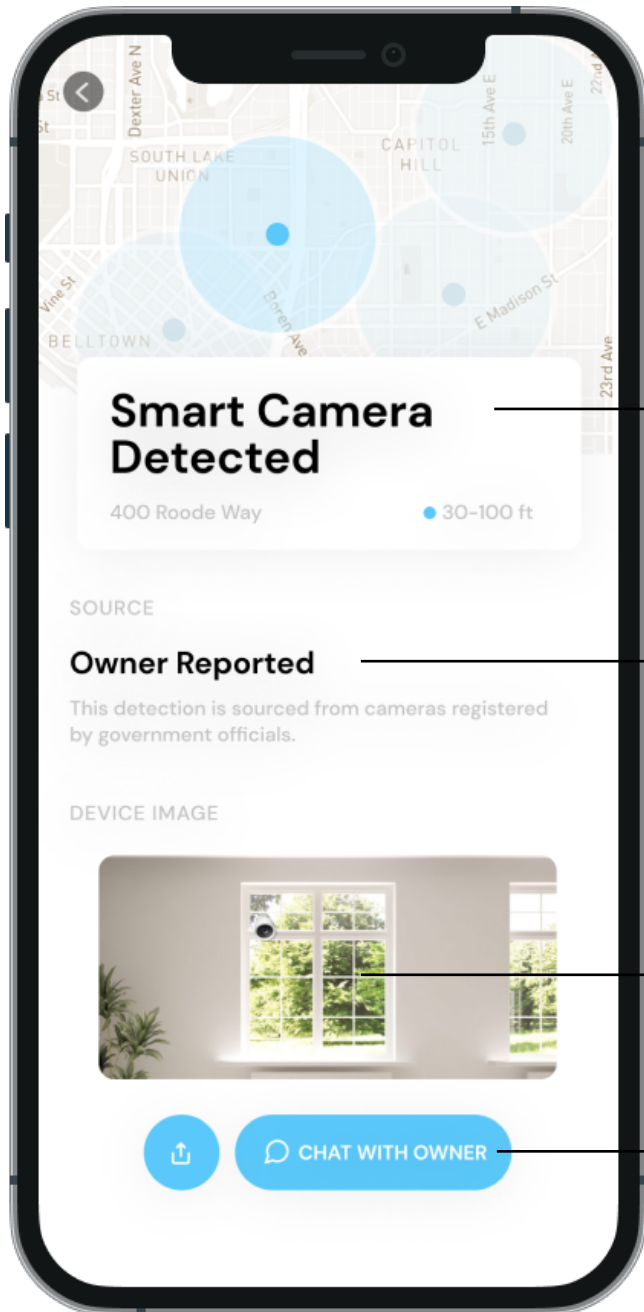 Dexter Ave N
St
St
SOUTH LAKE
UNION
CAPITOL
HILL
15th Ave E
20th Ave E
22nd A
Vine St
BELLTOWN
Boren Ave
E Madison St
23rd Ave
Smart Camera
Detected
400 Roode Way
30-100 ft
SOURCE
Owner Reported
This detection is sourced from cameras registered
by government officials.
DEVICE IMAGE
CHAT WITH OWNER